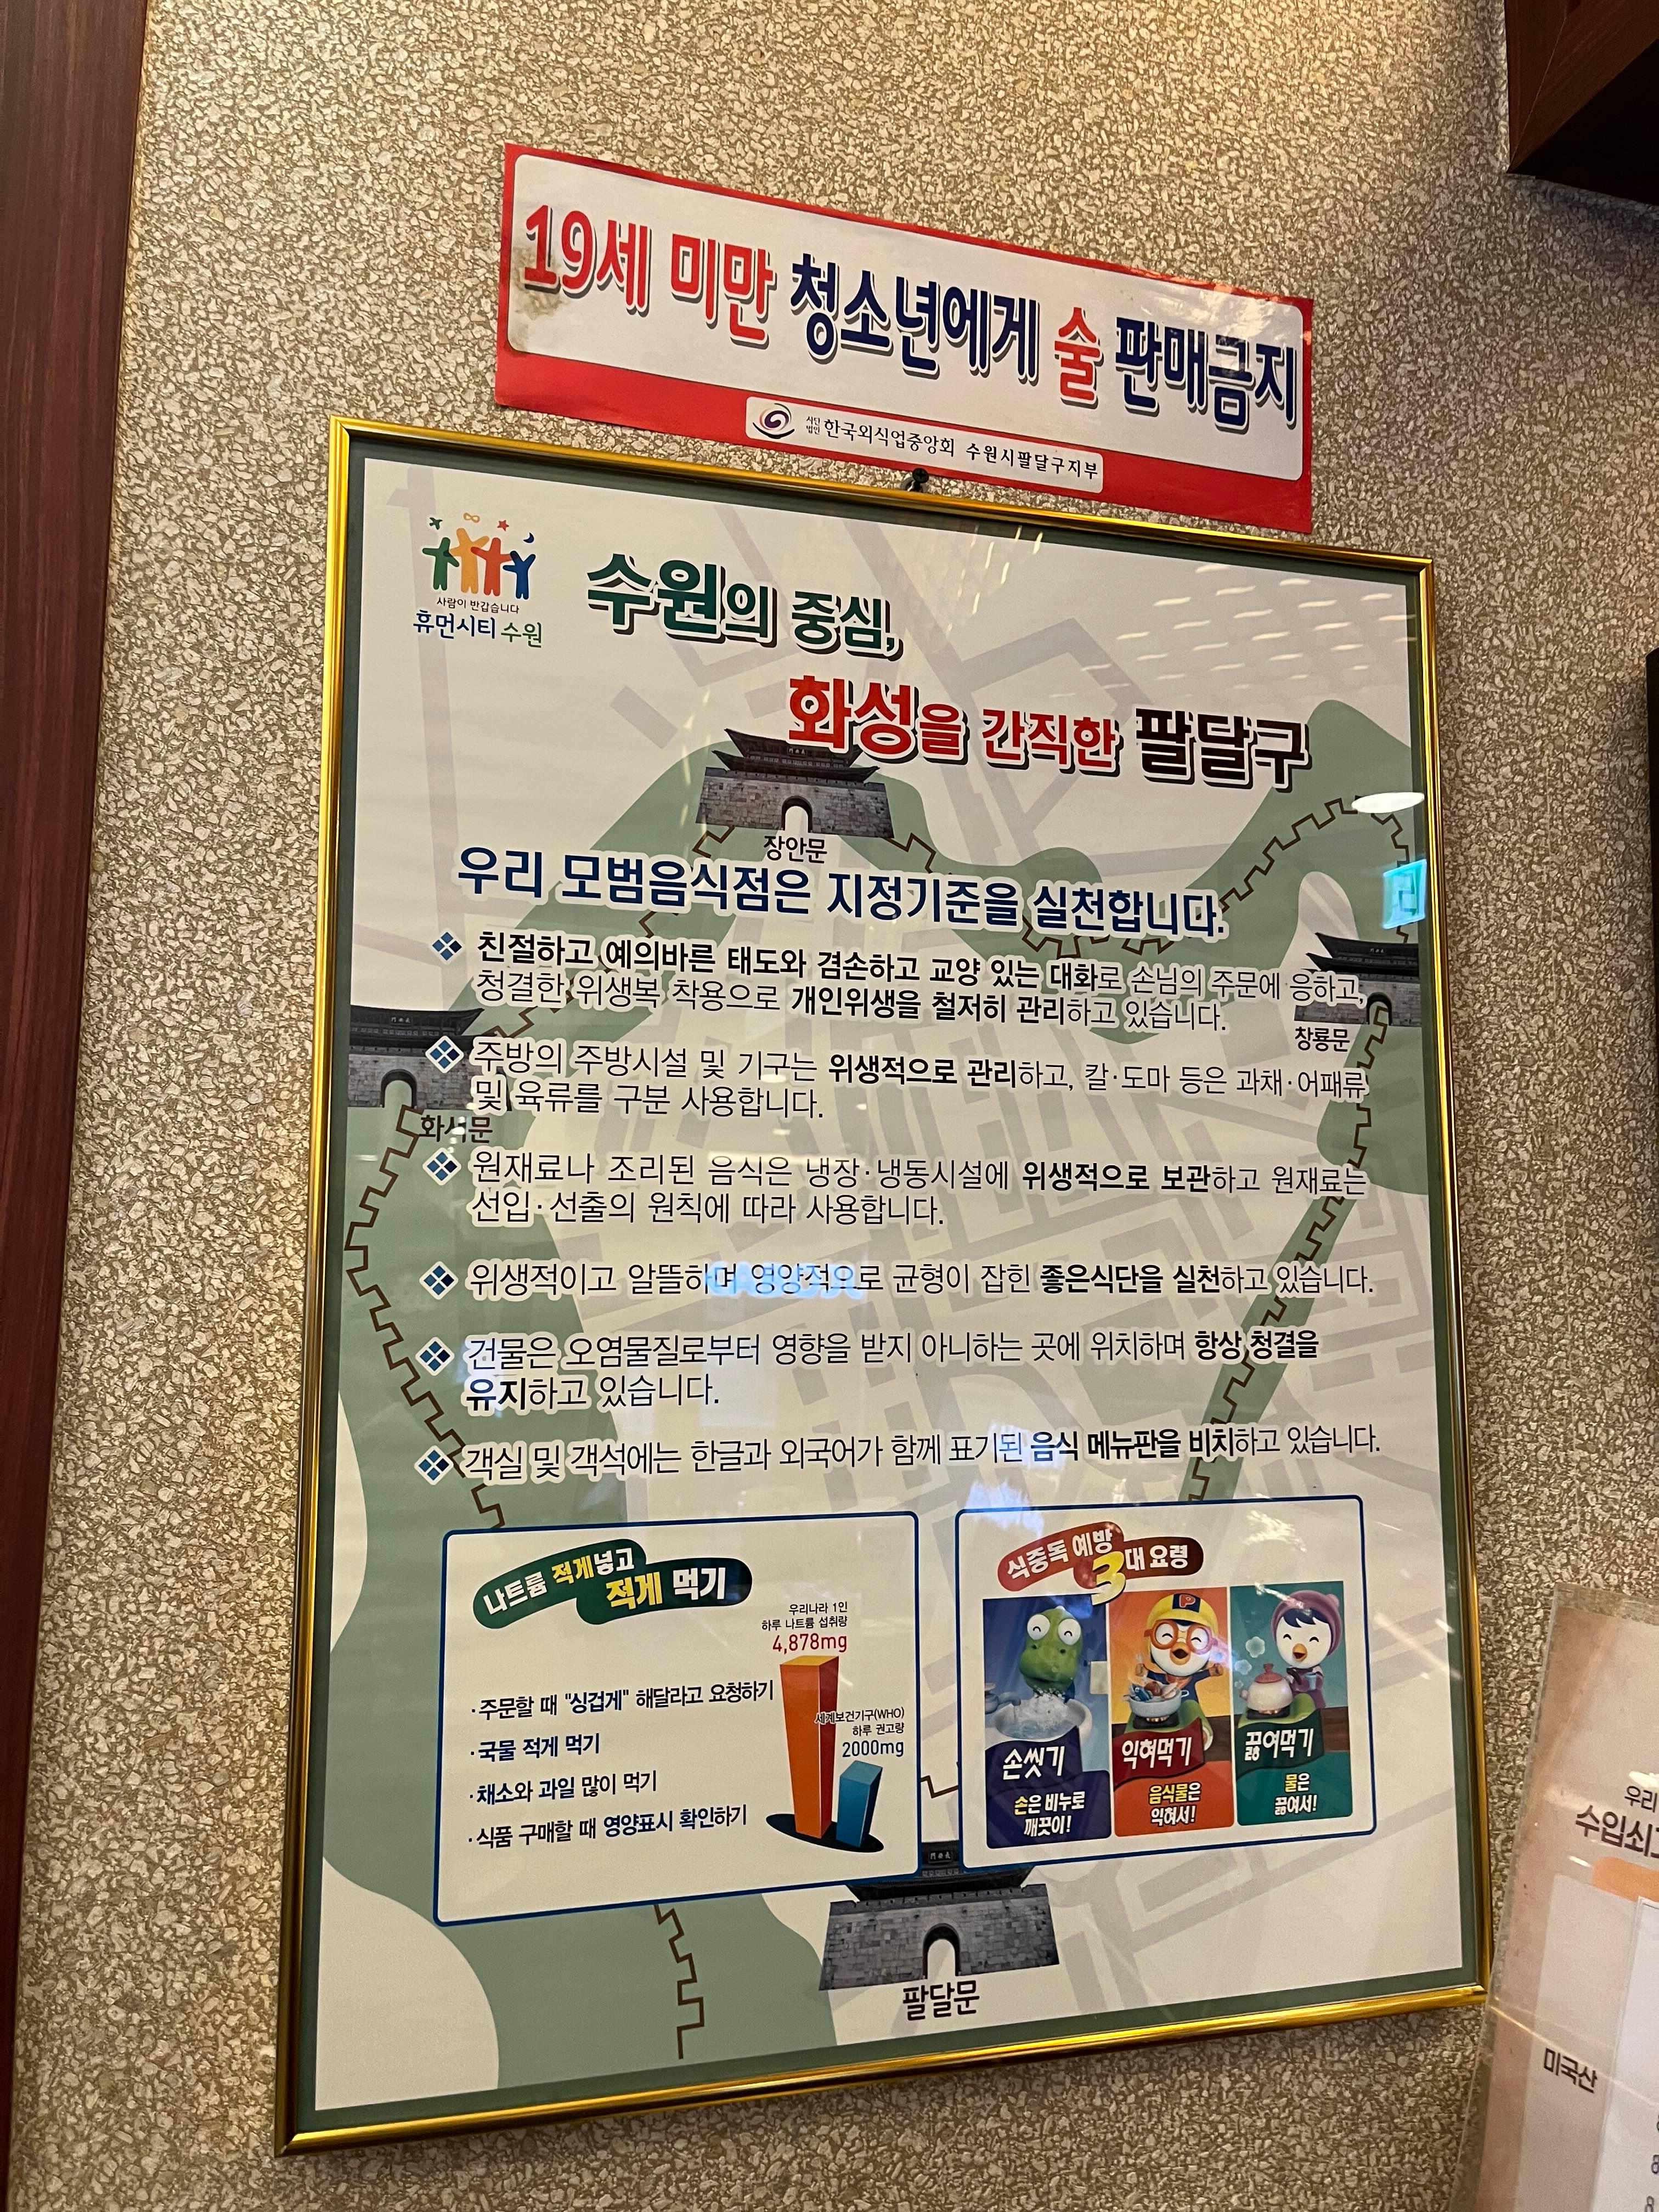 19세 미만 청소년에게 술 판매금지
사단법인 한국외식업중앙회 수원시팔달구지부
사람이 반갑습니다
휴먼시티 수원
수원의 중심,
화성을 간직한 팔달구
장안문
우리 모범음식점은 지정기준을 실천합니다.
친절하고 예의바른 태도와 겸손하고 교양 있는 대화로 손님의 주문에 응하고,
청결한 위생복 착용으로 개인위생을 철저히 관리하고 있습니다.
창룡문
주방의 주방시설 및 기구는 위생적으로 관리하고, 칼·도마 등은 과채·어패류
및 육류를 구분 사용합니다.
화서문
원재료나 조리된 음식은 냉장·냉동시설에 위생적으로 보관하고 원재료는
선입·선출의 원칙에 따라 사용합니다.
위생적이고 알뜰하며 영양적으로 균형이 잡힌 좋은식단을 실천하고 있습니다.
건물은 오염물질로부터 영향을 받지 아니하는 곳에 위치하며 항상 청결을
유지하고 있습니다.
객실 및 객석에는 한글과 외국어가 함께 표기된 음식 메뉴판을 비치하고 있습니다.
나트륨 적게넣고
적게 먹기
우리나라 1인
하루 나트륨 섭취량
4,878mg
·주문할 때 "싱겁게" 해달라고 요청하기
·국물 적게 먹기
·채소와 과일 많이 먹기
·식품 구매할 때 영양표시 확인하기
세계보건기구(WHO)
하루 권고량
2000mg
식중독 예방
3대 요령
손씻기
손은 비누로
깨끗이!
익혀먹기
음식물은
익혀서!
끓여먹기
물은
끓여서!
팔달문
우리
수입쇠고
미국산